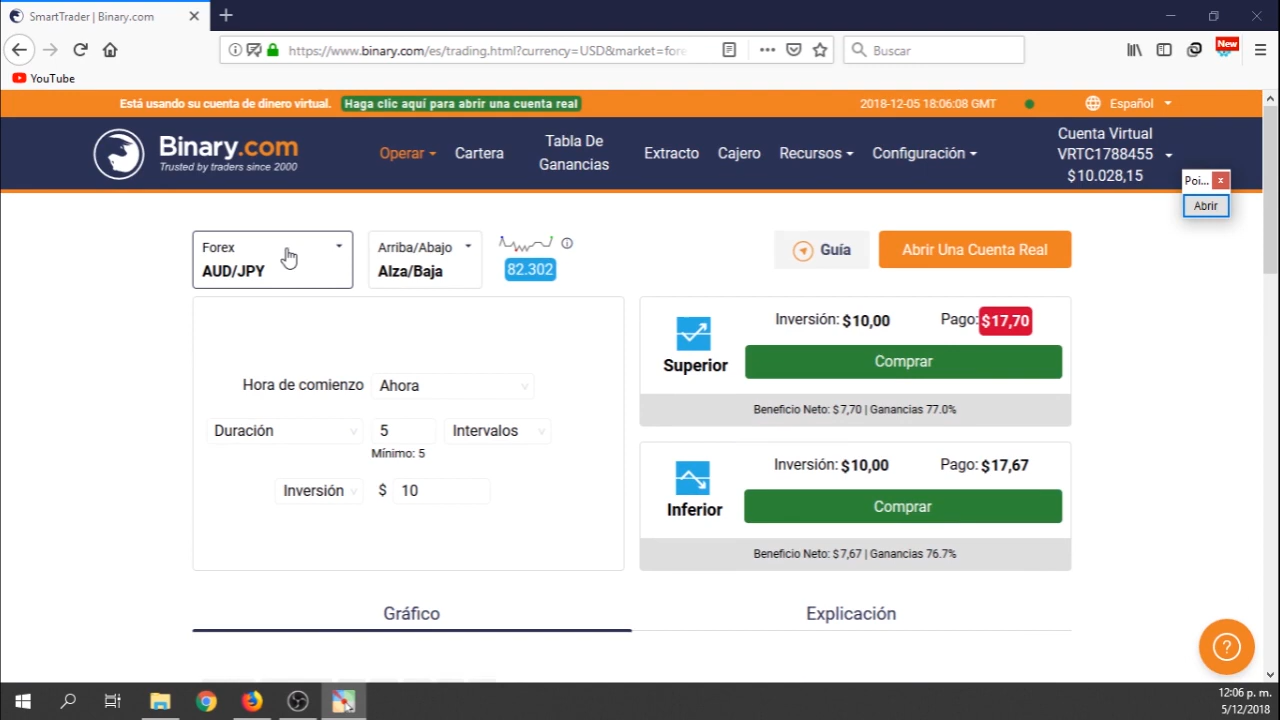 SmartTrader | Binary.com
https://www.binary.com/es/trading.html?currency=USD&market=fore
Buscar
New
YouTube
Está usando su cuenta de dinero virtual. Haga clic aquí para abrir una cuenta real
2018-12-05 18:06:08 GMT
Español
Binary.com
Trusted by traders since 2000
Operar
Cartera
Tabla De
Ganancias
Extracto
Cajero
Recursos
Configuración
Cuenta Virtual
VRTC1788455
$10.028,15
Poi...
Abrir
Forex
AUD/JPY
Arriba/Abajo
Alza/Baja
82.302
Guía
Abrir Una Cuenta Real
Hora de comienzo Ahora
Duración 5 Intervalos
Mínimo: 5
Inversión $ 10
Superior
Inversión: $10,00 Pago: $17,70
Comprar
Beneficio Neto: $7,70 | Ganancias 77.0%
Inferior
Inversión: $10,00 Pago: $17,67
Comprar
Beneficio Neto: $7,67 | Ganancias 76.7%
Gráfico
Explicación
?
12:06 p. m.
5/12/2018